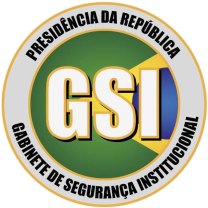 PRESIDÊNCIA DA REPÚBLICA
GSI
GABINETE DE SEGURANÇA INSTITUCIONAL